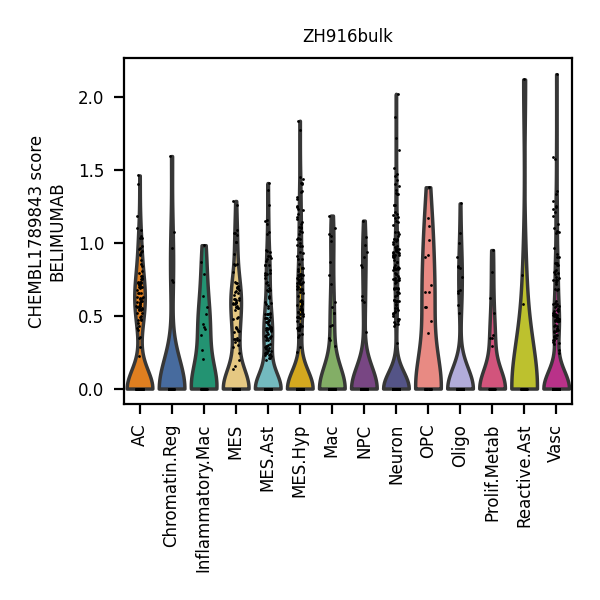 ZH916bulk
CHEMBL1789843 score
BELIMUMAB
2.0
1.5
1.0
0.5
0.0
AC
Chromatin.Reg
Inflammatory.Mac
MES
MES.Ast
MES.Hyp
Mac
NPC
Neuron
OPC
Oligo
Prolif.Metab
Reactive.Ast
Vasc